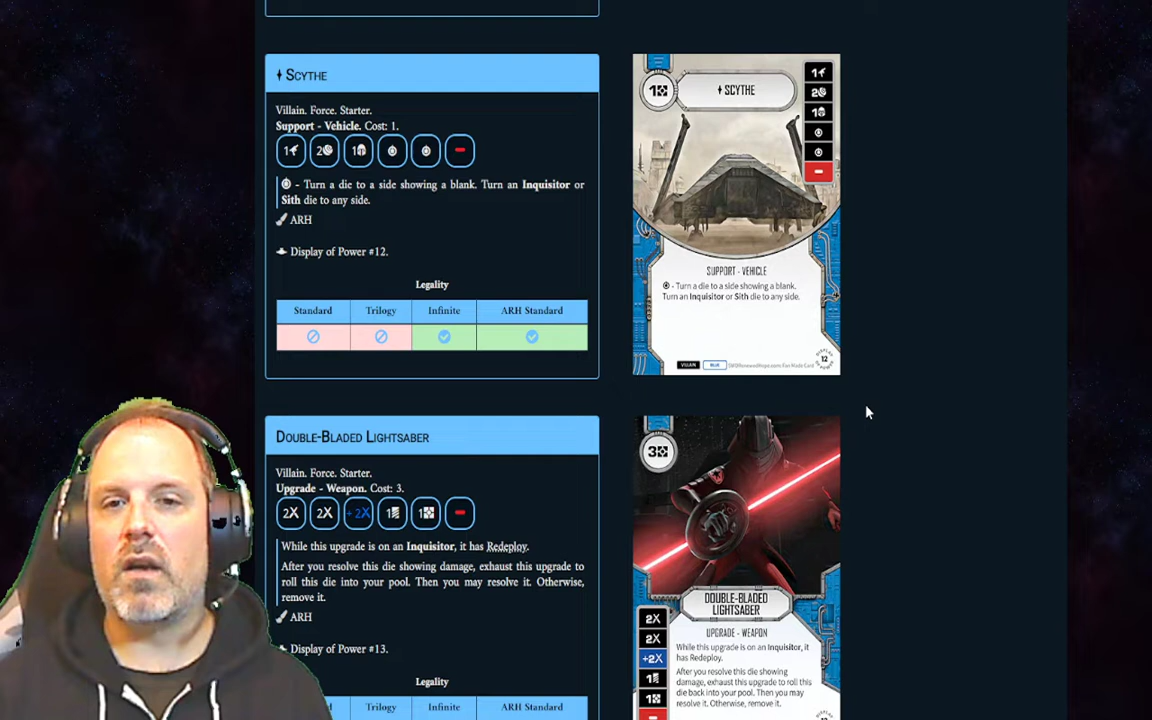 SCYTHE
Villain. Force. Starter.
Support - Vehicle. Cost: 1.
1 2 1
- Turn a die to a side showing a blank. Turn an Inquisitor or
Sith die to any side.
ARH
Display of Power #12.
Legality
Standard Trilogy Infinite ARH Standard
1
SCYTHE
1
2
1
-
SUPPORT - VEHICLE
- Turn a die to a side showing a blank.
Turn an Inquisitor or Sith die to any side.
VILLAIN BLUE
12
DOUBLE-BLADED LIGHTSABER
Villain. Force. Starter.
Upgrade - Weapon. Cost: 3.
2X 2X +2X 1 1 -
While this upgrade is on an Inquisitor, it has Redeploy.
After you resolve this die showing damage, exhaust this upgrade to
roll this die into your pool. Then you may resolve it. Otherwise,
remove it.
ARH
Display of Power #13.
Legality
Trilogy Infinite ARH Standard
3
DOUBLE-BLADED
LIGHTSABER
2X
2X
+2X
1
1
UPGRADE - WEAPON
While this upgrade is on an Inquisitor, it
has Redeploy.
After you resolve this die showing
damage, exhaust this upgrade to roll this
die back into your pool. Then you may
resolve it. Otherwise, remove it.